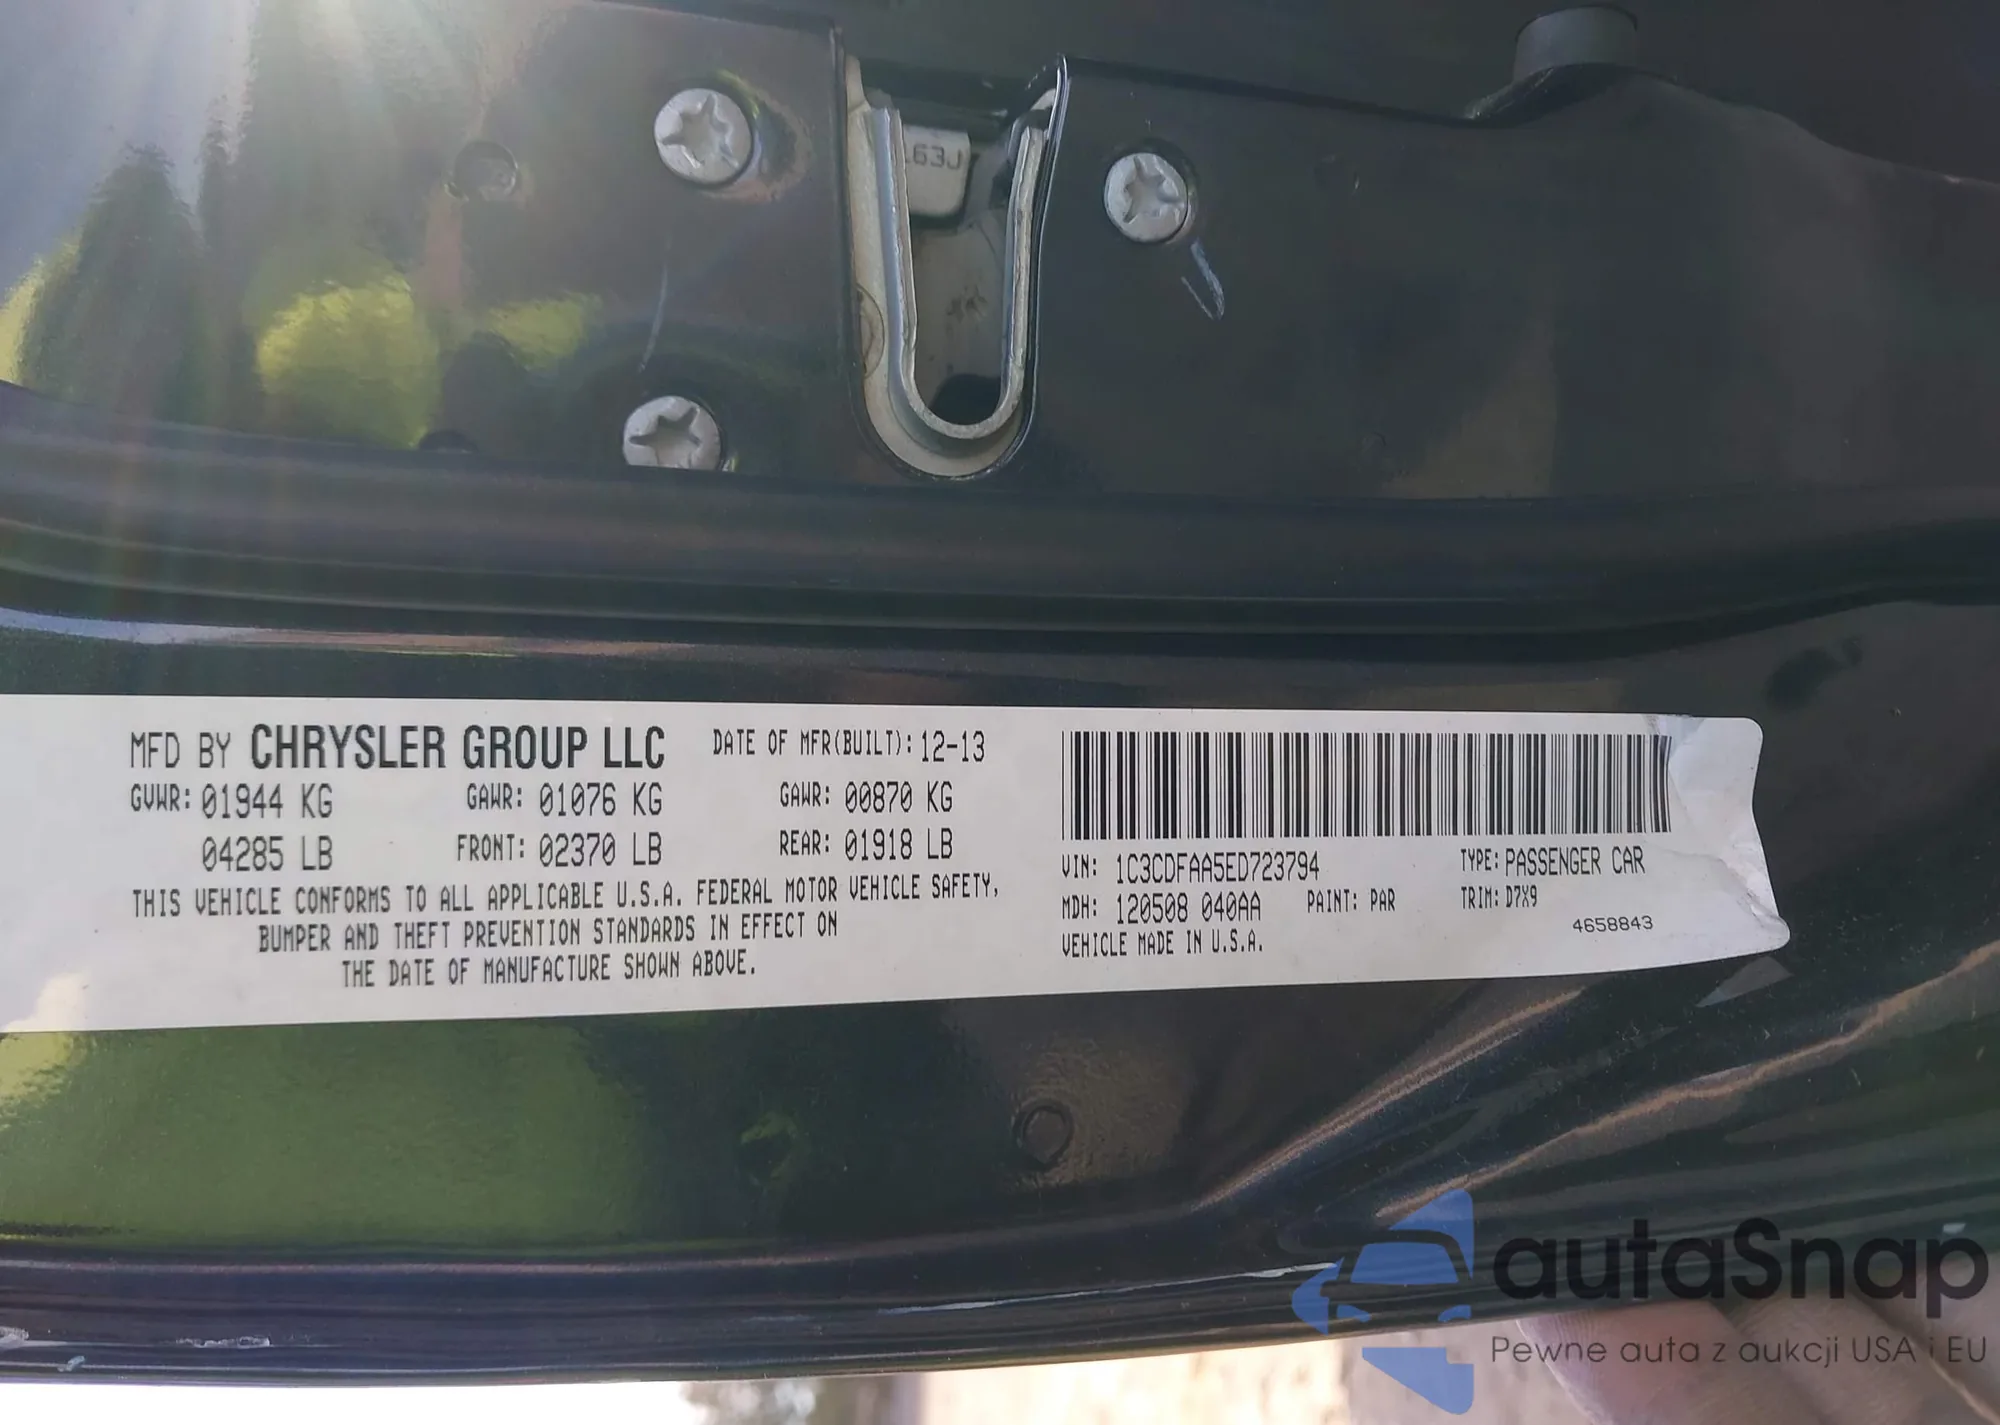 163J
MFD BY CHRYSLER GROUP LLC DATE OF MFR(BUILT): 12-13
GVWR: 01944 KG GAWR: 01076 KG GAWR: 00870 KG
04285 LB FRONT: 02370 LB REAR: 01918 LB
THIS VEHICLE CONFORMS TO ALL APPLICABLE U.S.A. FEDERAL MOTOR VEHICLE SAFETY,
BUMPER AND THEFT PREVENTION STANDARDS IN EFFECT ON
THE DATE OF MANUFACTURE SHOWN ABOVE.
VIN: 1C3CDFAA5ED723794 TYPE: PASSENGER CAR
MDH: 120508 040AA PAINT: PAR TRIM: D7X9
VEHICLE MADE IN U.S.A. 4658843
autaSnap
Pewne auta z aukcji USA i EU